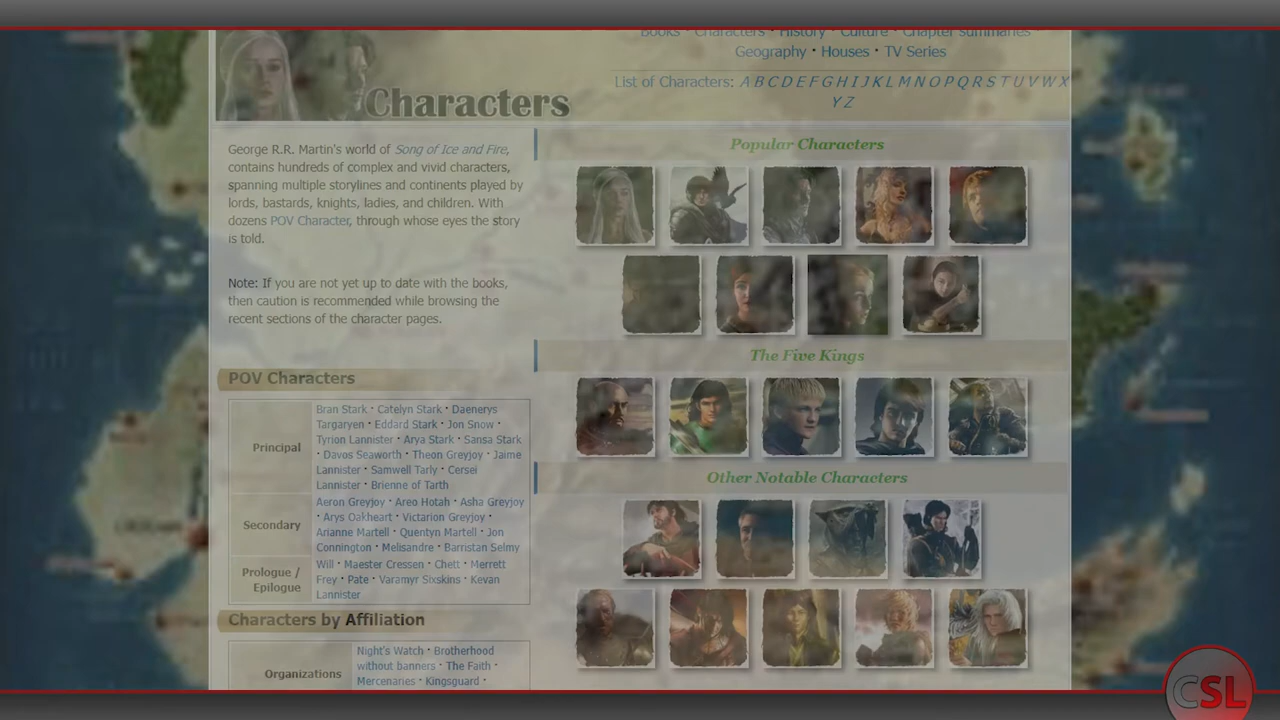 Books · Characters · History · Culture · Chapter summaries
Geography · Houses · TV Series
List of Characters: A B C D E F G H I J K L M N O P Q R S T U V W X
Y Z
Characters
George R.R. Martin's world of Song of Ice and Fire,
contains hundreds of complex and vivid characters,
spanning multiple storylines and continents played by
lords, bastards, knights, ladies, and children. With
dozens POV Character, through whose eyes the story
is told.
Note: If you are not yet up to date with the books,
then caution is recommended while browsing the
recent sections of the character pages.
POV Characters
Principal
Bran Stark · Catelyn Stark · Daenerys
Targaryen · Eddard Stark · Jon Snow ·
Tyrion Lannister · Arya Stark · Sansa Stark
· Davos Seaworth · Theon Greyjoy · Jaime
Lannister · Samwell Tarly · Cersei
Lannister · Brienne of Tarth
Secondary
Aeron Greyjoy · Areo Hotah · Asha Greyjoy
· Arys Oakheart · Victarion Greyjoy ·
Arianne Martell · Quentyn Martell · Jon
Connington · Melisandre · Barristan Selmy
Prologue /
Epilogue
Will · Maester Cressen · Chett · Merrett
Frey · Pate · Varamyr Sixskins · Kevan
Lannister
Characters by Affiliation
Organizations
Night's Watch · Brotherhood
without banners · The Faith ·
Mercenaries · Kingsguard ·
Popular Characters
The Five Kings
Other Notable Characters
CSL